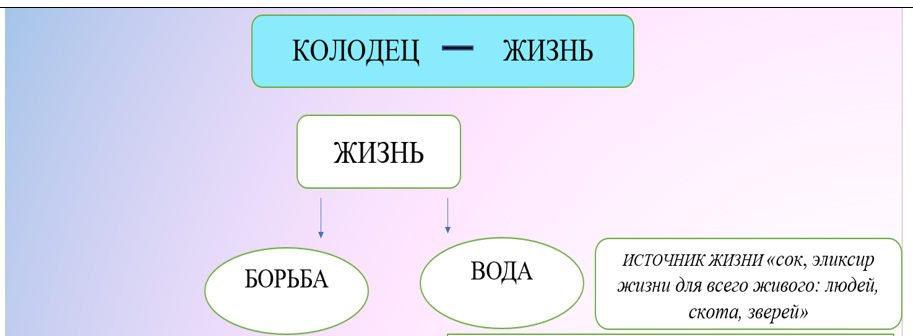 КОЛОДЕЦ — ЖИЗНЬ
ЖИЗНЬ
БОРЬБА
ВОДА
ИСТОЧНИК ЖИЗНИ «сок, эликсир
жизни для всего живого: людей,
скота, зверей»